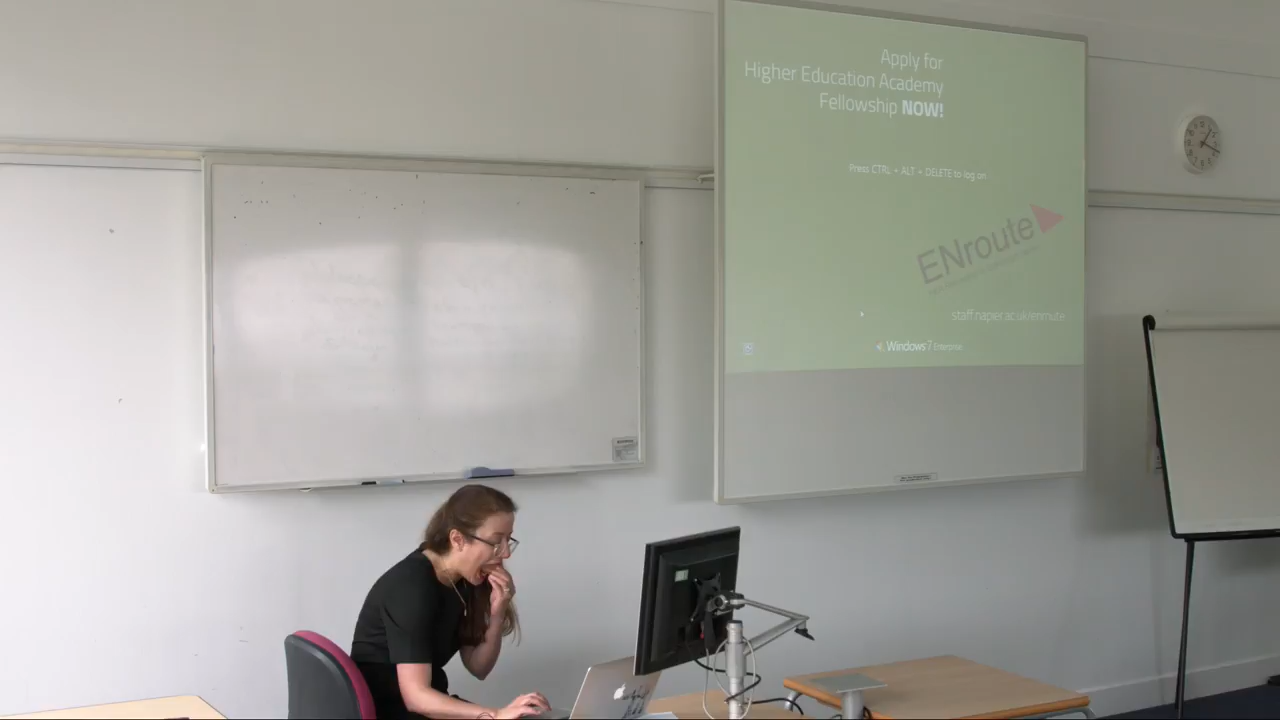 Apply for
Higher Education Academy
Fellowship NOW!
Press CTRL + ALT + DELETE to log on
ENroute
staff.napier.ac.uk/enroute
Windows 7 Enterprise